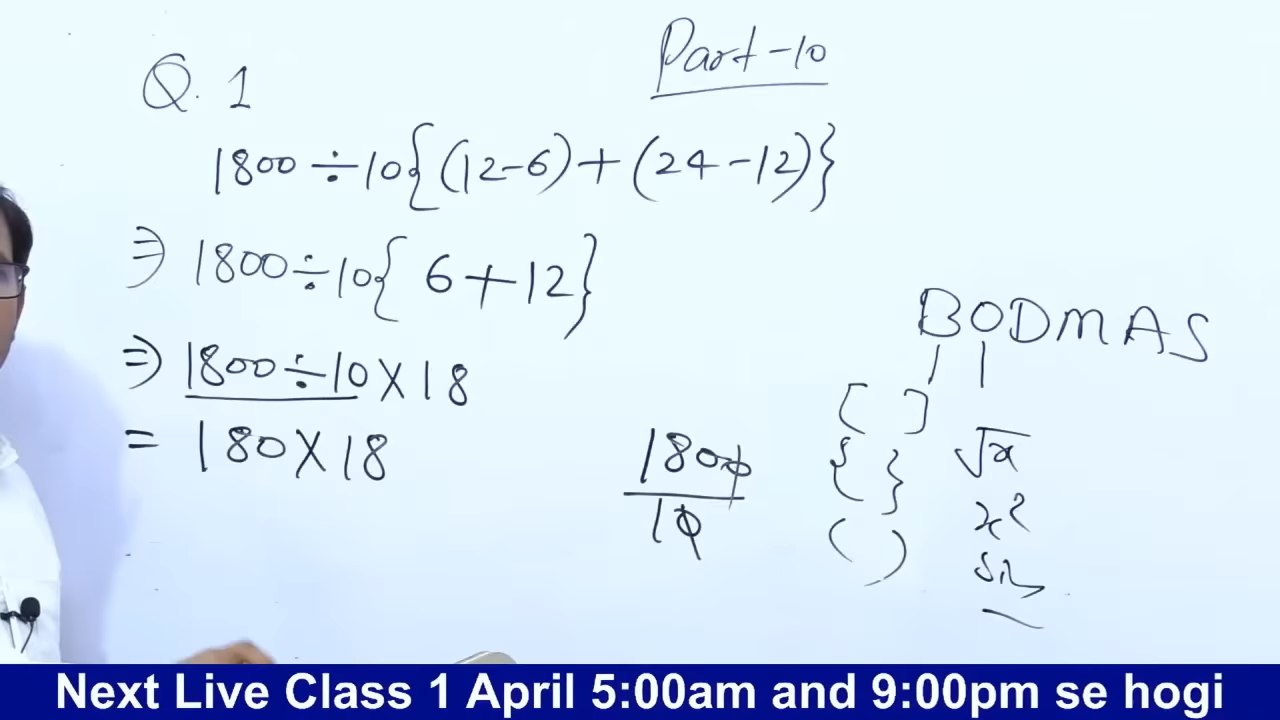 Part-10
Q. 1
1800÷10{(12-6)+(24-12)}
⇒ 1800÷10{ 6+12}
⇒ 1800÷10×18
= 180×18
1800
10
BODMAS
[ ]
{ }
( )
√x
x²
Next Live Class 1 April 5:00am and 9:00pm se hogi